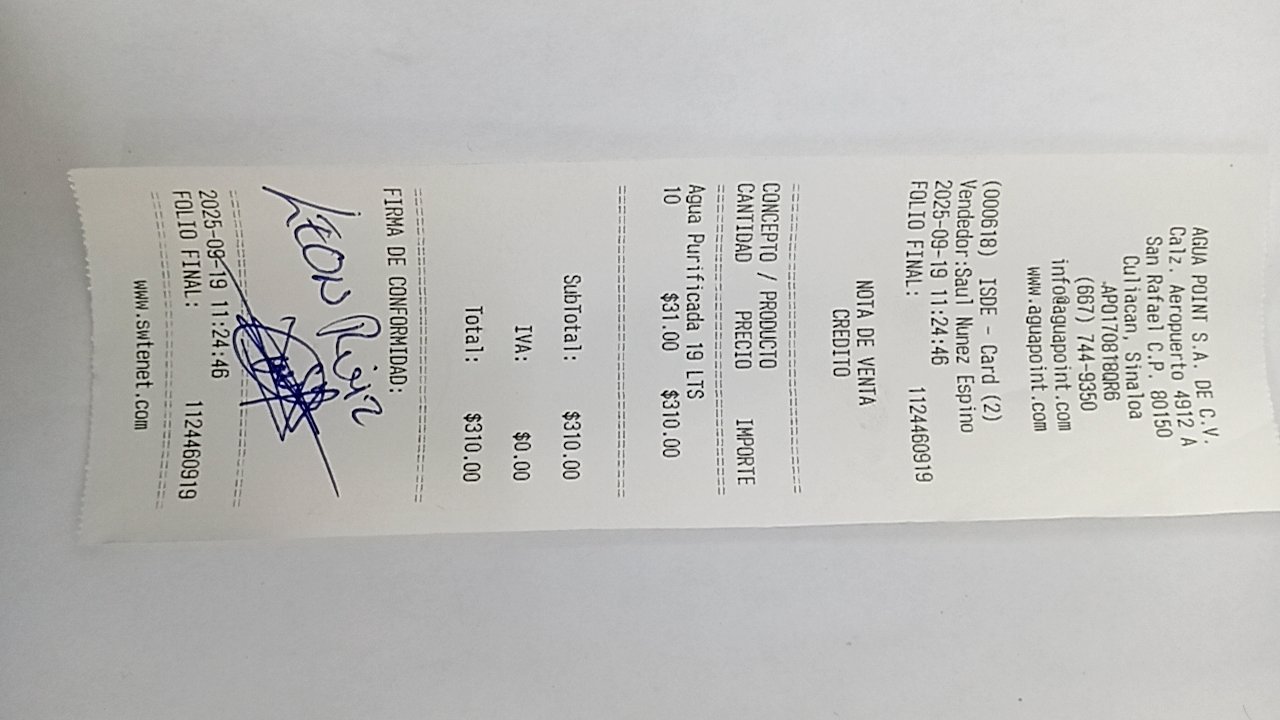 AGUA POINT S.A. DE C.V.
Calz. Aeropuerto 4912 A
San Rafael C.P. 80150
Culiacan, Sinaloa
APO170818QR6
(667) 744-9350
info@aguapoint.com
www.aguapoint.com
(000618) ISDE - Card (2)
Vendedor:Saul Nunez Espino
2025-09-19 11:24:46
FOLIO FINAL: 1124460919
NOTA DE VENTA
CREDITO
CONCEPTO / PRODUCTO
CANTIDAD PRECIO IMPORTE
Agua Purificada 19 LTS
10 $31.00 $310.00
SubTotal: $310.00
IVA: $0.00
Total: $310.00
FIRMA DE CONFORMIDAD:
León Ruiz
2025-09-19 11:24:46
FOLIO FINAL: 1124460919
www.swtenet.com